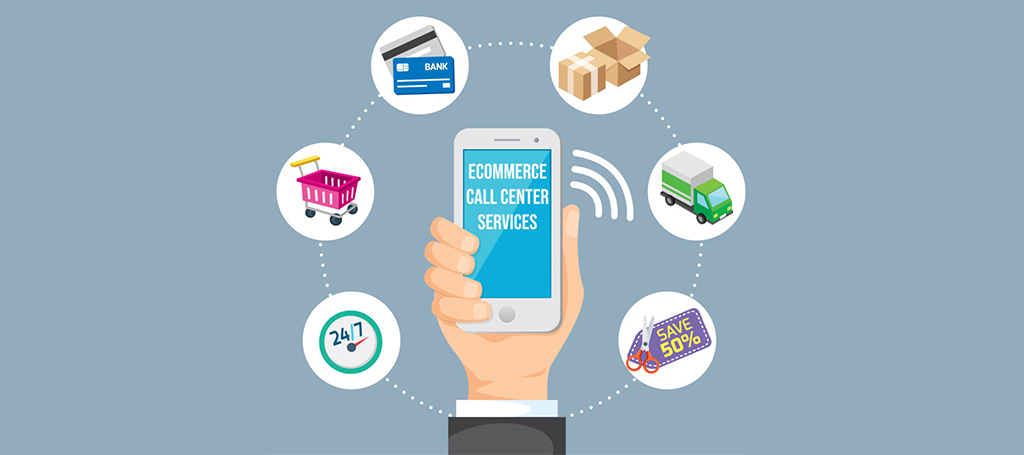 BANK
ECOMMERCE
CALL CENTER
SERVICES
24/7
SAVE
50%